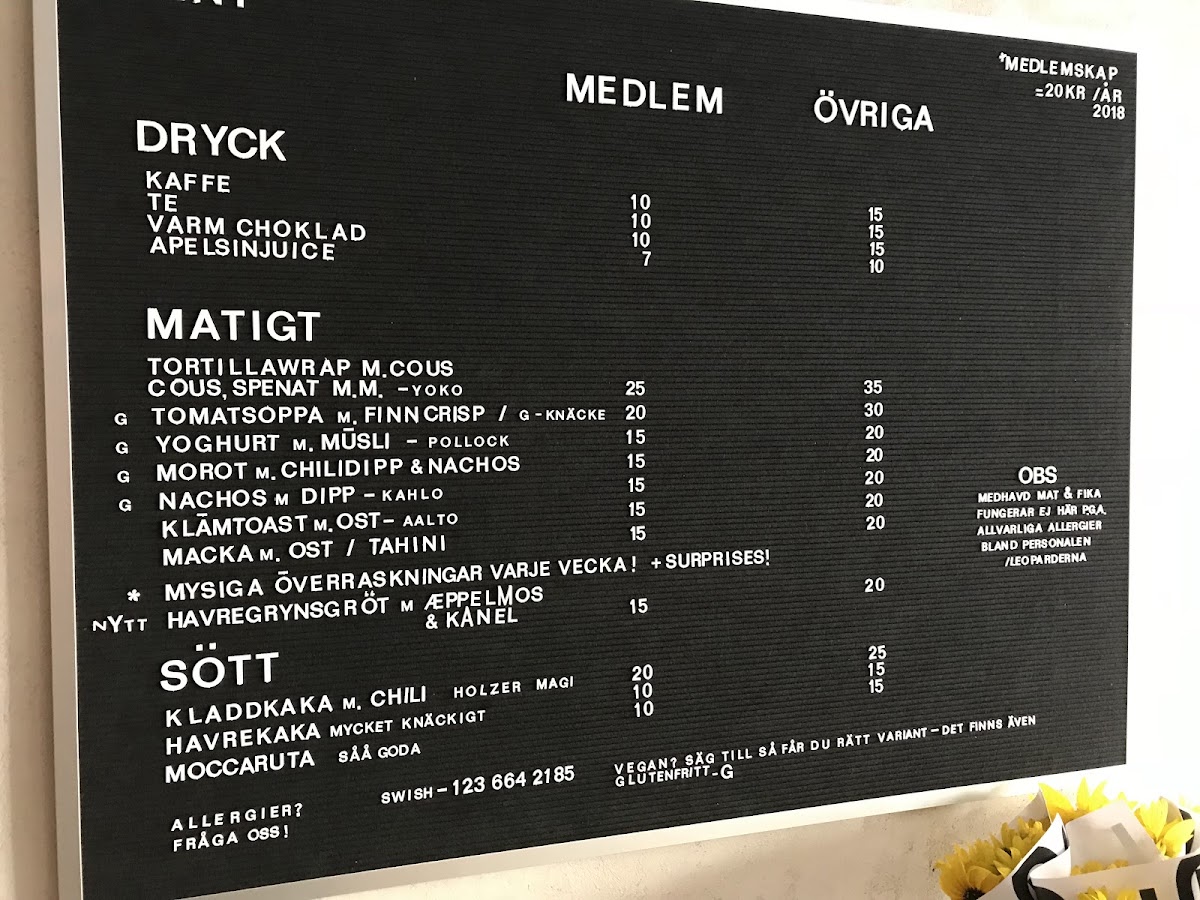 MEDLEM ÖVRIGA
*MEDLEMSKAP
=20KR /ÅR
2018
DRYCK
KAFFE 10 15
TE 10 15
VARM CHOKLAD 10 15
APELSINJUICE 7 10
MATIGT
TORTILLAWRAP M.COUS
COUS, SPENAT M.M. -YOKO 25 35
G TOMATSOPPA M. FINNCRISP / G-KNÄCKE 20 30
G YOGHURT M. MŪSLI - POLLOCK 15 20
G MOROT M. CHILIDIPP & NACHOS 15 20
G NACHOS M DIPP - KAHLO 15 20
KLÄMTOAST M. OST- AALTO 15 20
MACKA M. OST / TAHINI 15 20
* MYSIGA ÖVERRASKNINGAR VARJE VECKA! +SURPRISES!
NYTT HAVREGRYNSGRÖT M ÆPPELMOS
& KANEL 15 20
OBS
MEDHAVD MAT & FIKA
FUNGERAR EJ HÄR P.G.A.
ALLVARLIGA ALLERGIER
BLAND PERSONALEN
/LEOPARDERNA
SÖTT
KLADDKAKA M. CHILI HOLZER MAGI 20 25
HAVREKAKA MYCKET KNÄCKIGT 10 15
MOCCARUTA SÅÅ GODA 10 15
ALLERGIER?
FRÅGA OSS!
SWISH-123 664 2185
VEGAN? SÄG TILL SÅ FÅR DU RÄTT VARIANT-DET FINNS ÄVEN
GLUTENFRITT-G